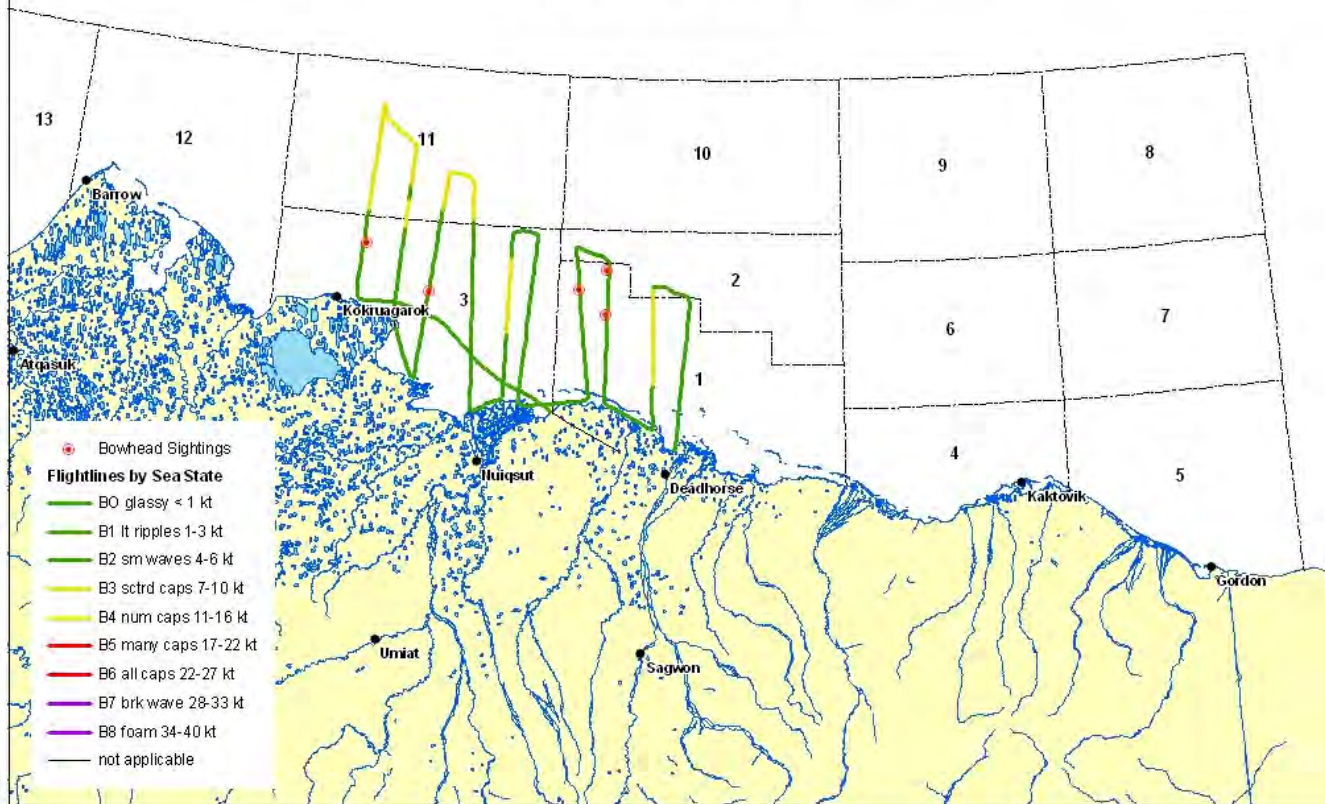 13
12
11
10
9
8
Barrow
3
2
6
7
Kokruagarok
Atqasuk
1
4
5
Nuiqsut
Deadhorse
Kaktovik
Gordon
Umiat
Sagwon
Bowhead Sightings
Flightlines by Sea State
B0 glassy < 1 kt
B1 lt ripples 1-3 kt
B2 sm waves 4-6 kt
B3 sctrd caps 7-10 kt
B4 num caps 11-16 kt
B5 many caps 17-22 kt
B6 all caps 22-27 kt
B7 brk wave 28-33 kt
B8 foam 34-40 kt
not applicable